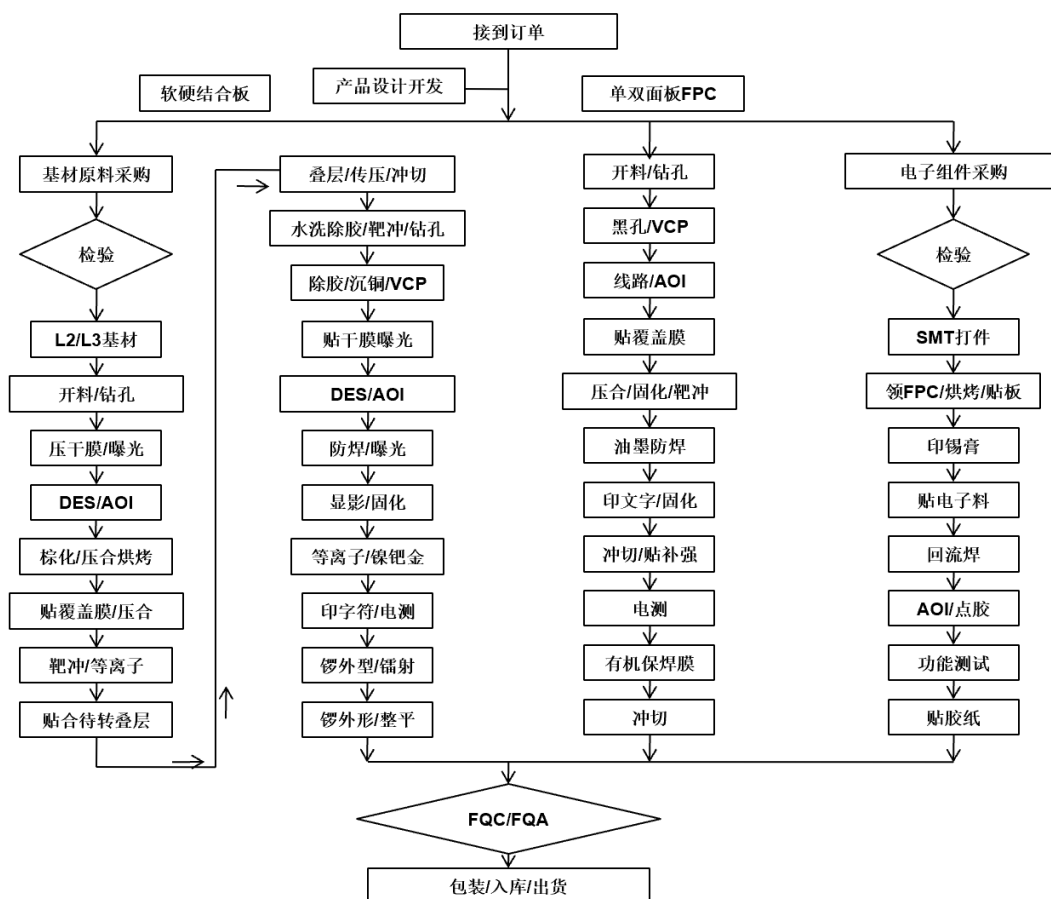 接到订单
产品设计开发
软硬结合板
单双面板FPC
基材原料采购
检验
L2/L3基材
开料/钻孔
压干膜/曝光
DES/AOI
棕化/压合烘烤
贴覆盖膜/压合
靶冲/等离子
贴合待转叠层
叠层/传压/冲切
水洗除胶/靶冲/钻孔
除胶/沉铜/VCP
贴干膜曝光
DES/AOI
防焊/曝光
显影/固化
等离子/镍钯金
印字符/电测
锣外型/镭射
锣外形/整平
开料/钻孔
黑孔/VCP
线路/AOI
贴覆盖膜
压合/固化/靶冲
油墨防焊
印文字/固化
冲切/贴补强
电测
有机保焊膜
冲切
电子组件采购
检验
SMT打件
领FPC/烘烤/贴板
印锡膏
贴电子料
回流焊
AOI/点胶
功能测试
贴胶纸
FQC/FQA
包装/入库/出货